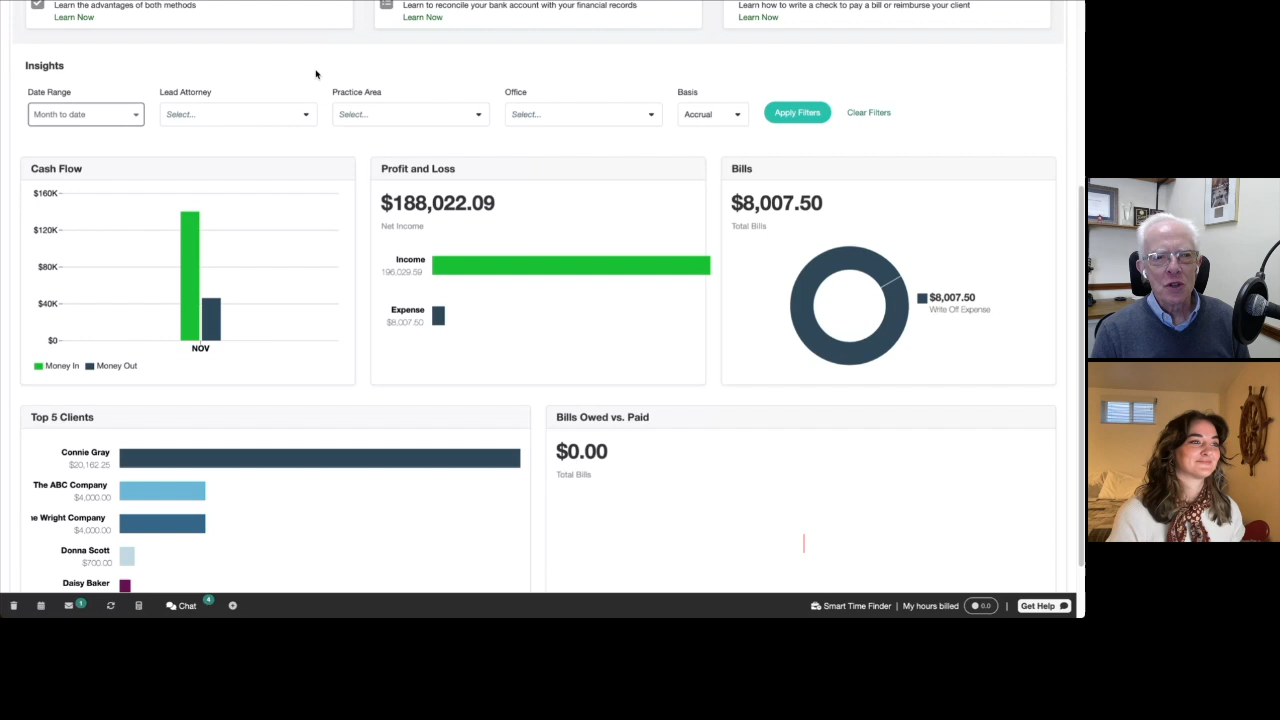 Learn the advantages of both methods
Learn to reconcile your bank account with your financial records
Learn how to write a check to pay a bill or reimburse your client
Learn Now
Learn Now
Learn Now
Insights
Date Range
Lead Attorney
Practice Area
Office
Basis
Month to date
Select...
Select...
Select...
Accrual
Apply Filters
Clear Filters
Cash Flow
$160K
$120K
$80K
$40K
$0
NOV
Money In
Money Out
Profit and Loss
$188,022.09
Net Income
Income
196,029.59
Expense
$8,007.50
Bills
$8,007.50
Total Bills
$8,007.50
Write Off Expense
Top 5 Clients
Connie Gray
$20,162.25
The ABC Company
$4,000.00
e Wright Company
$4,000.00
Donna Scott
$700.00
Daisy Baker
Bills Owed vs. Paid
$0.00
Total Bills
1
Chat
4
Smart Time Finder | My hours billed 0.0 | Get Help